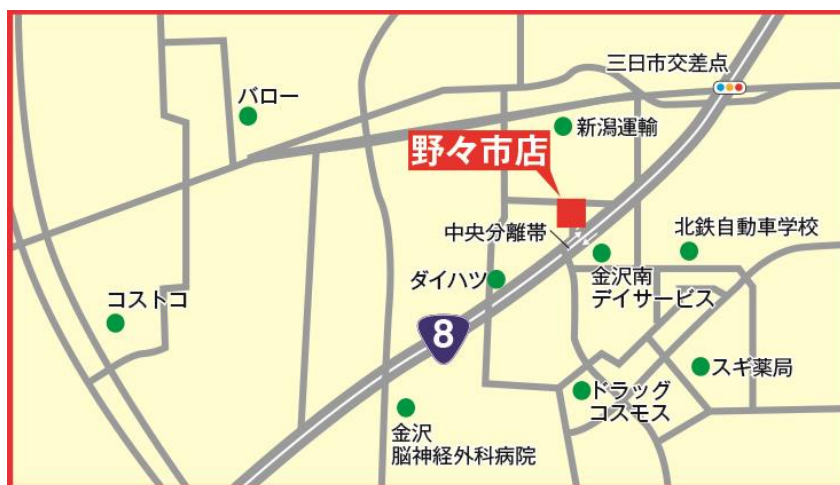 三日市交差点
バロー
新潟運輸
野々市店
中央分離帯
北鉄自動車学校
ダイハツ
金沢南
デイサービス
コストコ
8
スギ薬局
ドラッグ
コスモス
金沢
脳神経外科病院